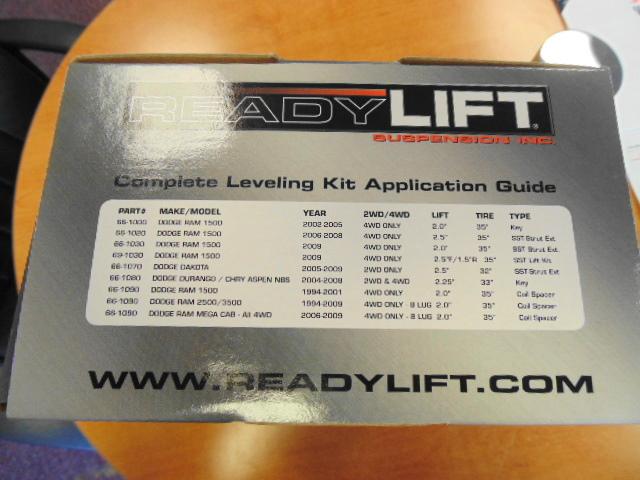 READYLIFT®
SUSPENSION INC.
Complete Leveling Kit Application Guide
PART# MAKE/MODEL YEAR 2WD/4WD LIFT TIRE TYPE
66-1000 DODGE RAM 1500 2002-2005 4WD ONLY 2.0" 35" Key
66-1020 DODGE RAM 1500 2006-2008 4WD ONLY 2.5" 35" SST Strut Ext
66-1030 DODGE RAM 1500 2009 4WD ONLY 2.0" 35" SST Strut Ext
69-1030 DODGE RAM 1500 2009 4WD ONLY 2.5"F/1.5"R 35" SST Lift Kit
66-1070 DODGE DAKOTA 2005-2009 2WD ONLY 2.5" 32" SST Strut Ext
66-1080 DODGE DURANGO / CHRY ASPEN NBS 2004-2008 2WD & 4WD 2.25" 33" Key
66-1090 DODGE RAM 1500 1994-2001 4WD ONLY 2.0" 35" Coil Spacer
66-1090 DODGE RAM 2500/3500 1994-2009 4WD ONLY - 8 LUG 2.0" 35" Coil Spacer
66-1090 DODGE RAM MEGA CAB - All 4WD 2006-2009 4WD ONLY - 8 LUG 2.0" 35" Coil Spacer
WWW.READYLIFT.COM